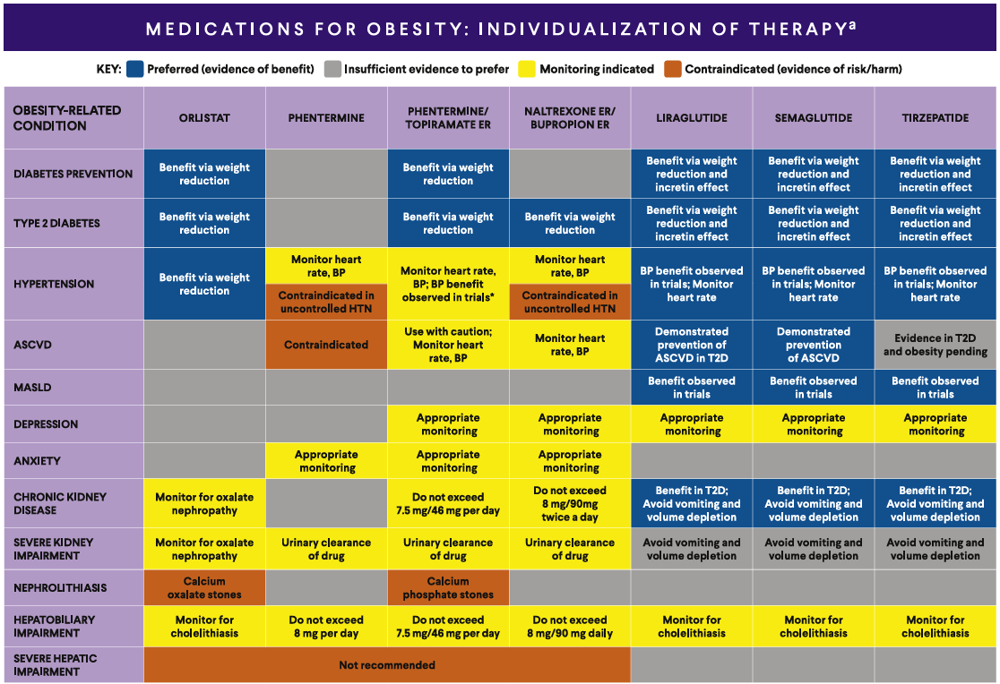 MEDICATIONS FOR OBESITY: INDIVIDUALIZATION OF THERAPYª
KEY: Preferred (evidence of benefit) Insufficient evidence to prefer Monitoring indicated Contraindicated (evidence of risk/harm)
OBESITY-RELATED
CONDITION
ORLISTAT
PHENTERMINE
PHENTERMINE/
TOPIRAMATE ER
NALTREXONE ER/
BUPROPION ER
LIRAGLUTIDE
SEMAGLUTIDE
TIRZEPATIDE
DIABETES PREVENTION
Benefit via weight
reduction
Benefit via weight
reduction
Benefit via weight
reduction and
incretin effect
Benefit via weight
reduction and
incretin effect
Benefit via weight
reduction and
incretin effect
TYPE 2 DIABETES
Benefit via weight
reduction
Benefit via weight
reduction
Benefit via weight
reduction
Benefit via weight
reduction and
incretin effect
Benefit via weight
reduction and
incretin effect
Benefit via weight
reduction and
incretin effect
HYPERTENSION
Benefit via weight
reduction
Monitor heart
rate, BP
Contraindicated in
uncontrolled HTN
Monitor heart rate,
BP; BP benefit
observed in trials*
Monitor heart
rate, BP
Contraindicated in
uncontrolled HTN
BP benefit observed
in trials; Monitor
heart rate
BP benefit observed
in trials; Monitor
heart rate
BP benefit observed
in trials; Monitor
heart rate
ASCVD
Contraindicated
Use with caution;
Monitor heart
rate, BP
Monitor heart
rate, BP
Demonstrated
prevention of
ASCVD in T2D
Demonstrated
prevention
of ASCVD
Evidence in T2D
and obesity pending
MASLD
Benefit observed
in trials
Benefit observed
in trials
Benefit observed
in trials
DEPRESSION
Appropriate
monitoring
Appropriate
monitoring
Appropriate
monitoring
Appropriate
monitoring
Appropriate
monitoring
ANXIETY
Appropriate
monitoring
Appropriate
monitoring
Appropriate
monitoring
CHRONIC KIDNEY
DISEASE
Monitor for oxalate
nephropathy
Do not exceed
7.5 mg/46 mg per day
Do not exceed
8 mg/90mg
twice a day
Benefit in T2D;
Avoid vomiting and
volume depletion
Benefit in T2D;
Avoid vomiting and
volume depletion
Benefit in T2D;
Avoid vomiting and
volume depletion
SEVERE KIDNEY
IMPAIRMENT
Monitor for oxalate
nephropathy
Urinary clearance
of drug
Urinary clearance
of drug
Urinary clearance
of drug
Avoid vomiting and
volume depletion
Avoid vomiting and
volume depletion
Avoid vomiting and
volume depletion
NEPHROLITHIASIS
Calcium
oxalate stones
Calcium
phosphate stones
HEPATOBILIARY
IMPAIRMENT
Monitor for
cholelithiasis
Do not exceed
8 mg per day
Do not exceed
7.5 mg/46 mg per day
Do not exceed
8 mg/90 mg daily
Monitor for
cholelithiasis
Monitor for
cholelithiasis
Monitor for
cholelithiasis
SEVERE HEPATIC
IMPAIRMENT
Not recommended